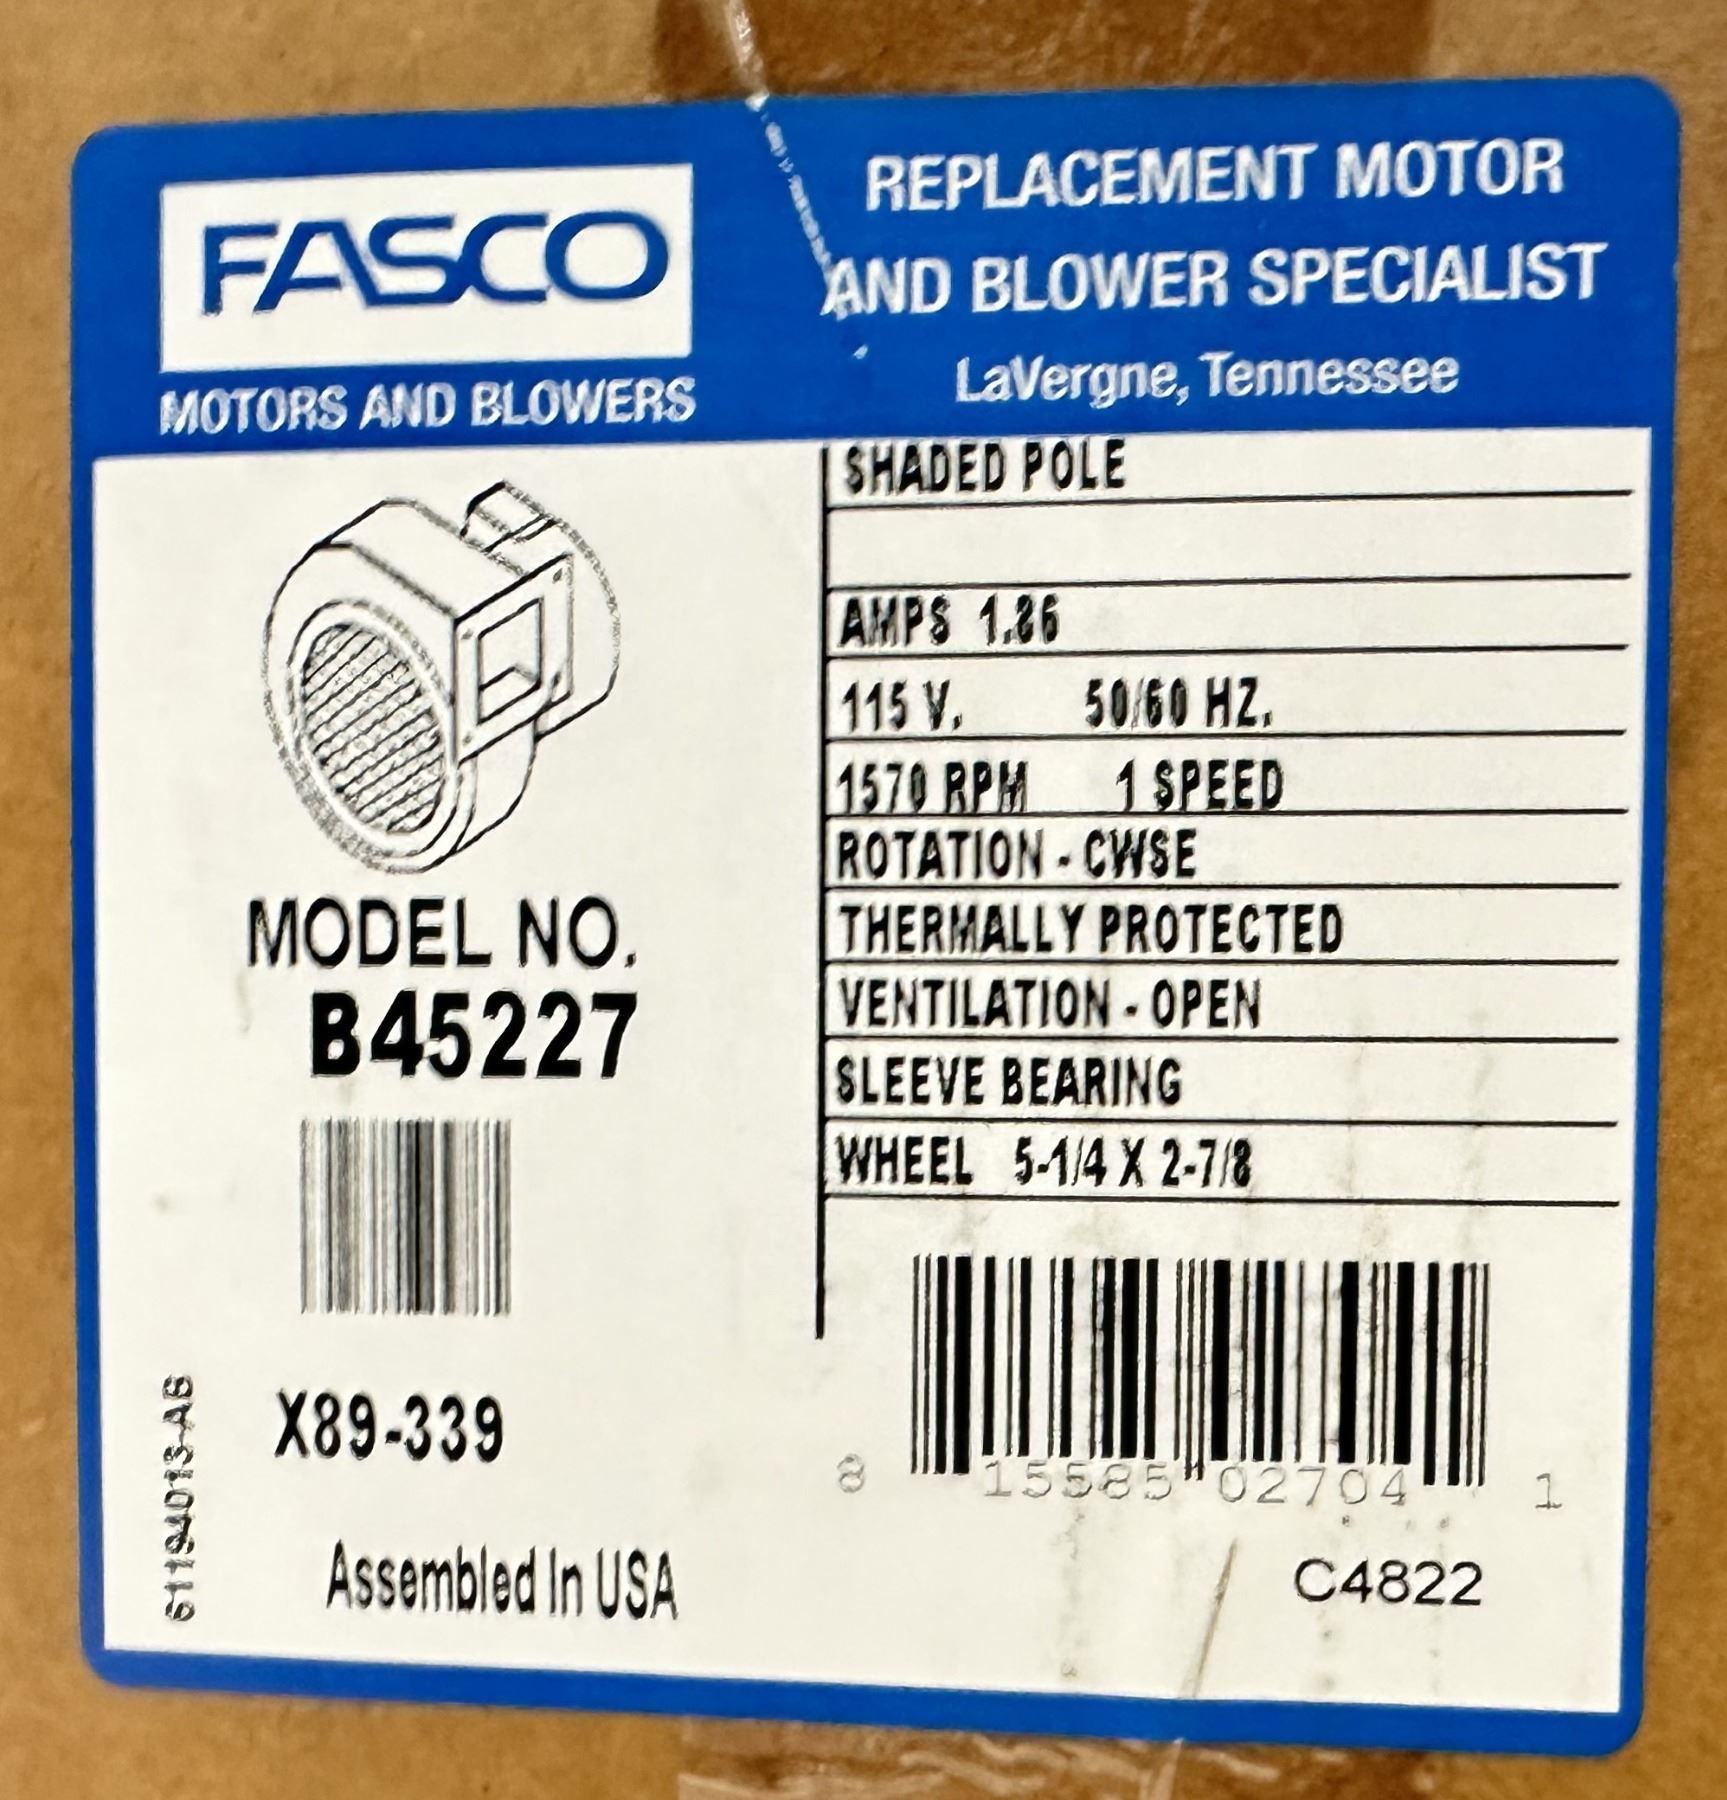 FASCO
MOTORS AND BLOWERS
REPLACEMENT MOTOR
AND BLOWER SPECIALIST
LaVergne, Tennessee
SHADED POLE
AMPS 1.86
115 V. 50/60 HZ.
1570 RPM 1 SPEED
ROTATION - CWSE
THERMALLY PROTECTED
VENTILATION - OPEN
SLEEVE BEARING
WHEEL 5-1/4 X 2-7/8
MODEL NO.
B45227
X89-339
61194013-AB
Assembled In USA
8 15585 02704 1
C4822